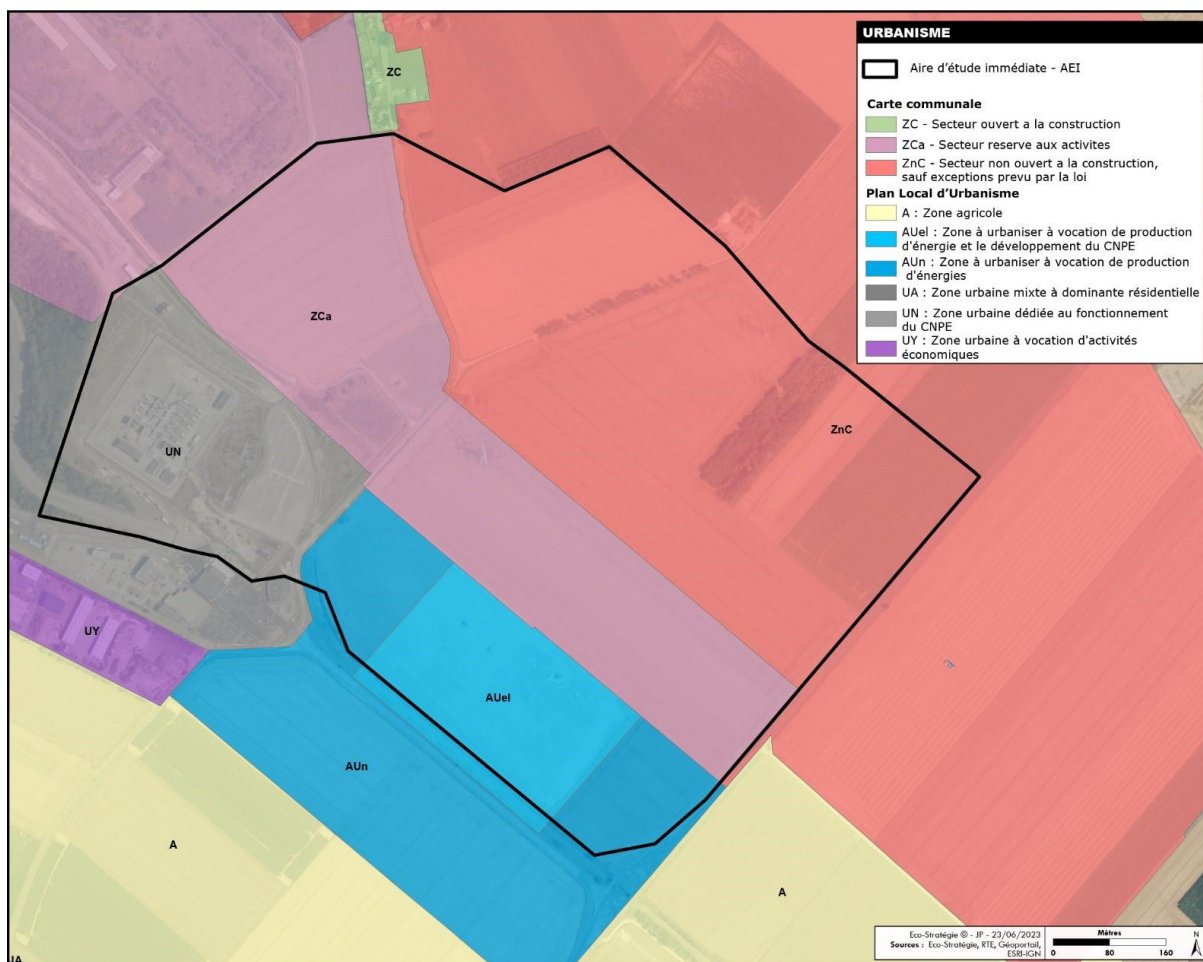 URBANISME
Aire d'étude immédiate - AEI
Carte communale
ZC - Secteur ouvert a la construction
ZCa - Secteur reserve aux activites
ZnC - Secteur non ouvert a la construction,
sauf exceptions prevu par la loi
Plan Local d'Urbanisme
A : Zone agricole
AUel : Zone à urbaniser à vocation de production
d'énergie et le développement du CNPE
AUn : Zone à urbaniser à vocation de production
d'énergies
UA : Zone urbaine mixte à dominante résidentielle
UN : Zone urbaine dédiée au fonctionnement
du CNPE
UY : Zone urbaine à vocation d'activités
économiques
ZC
ZCa
ZnC
UN
UY
AUel
AUn
A
A
UA
Eco-Stratégie © - JP - 23/06/2023
Sources : Eco-Stratégie, RTE, Géoportail,
ESRI-IGN
Mètres
0 80 160
N